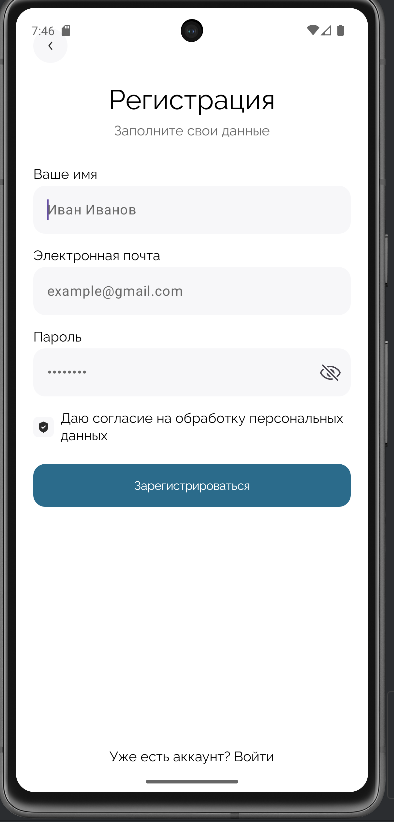 7:46
Регистрация
Заполните свои данные
Ваше имя
Иван Иванов
Электронная почта
example@gmail.com
Пароль
••••••••
Даю согласие на обработку персональных
данных
Зарегистрироваться
Уже есть аккаунт? Войти